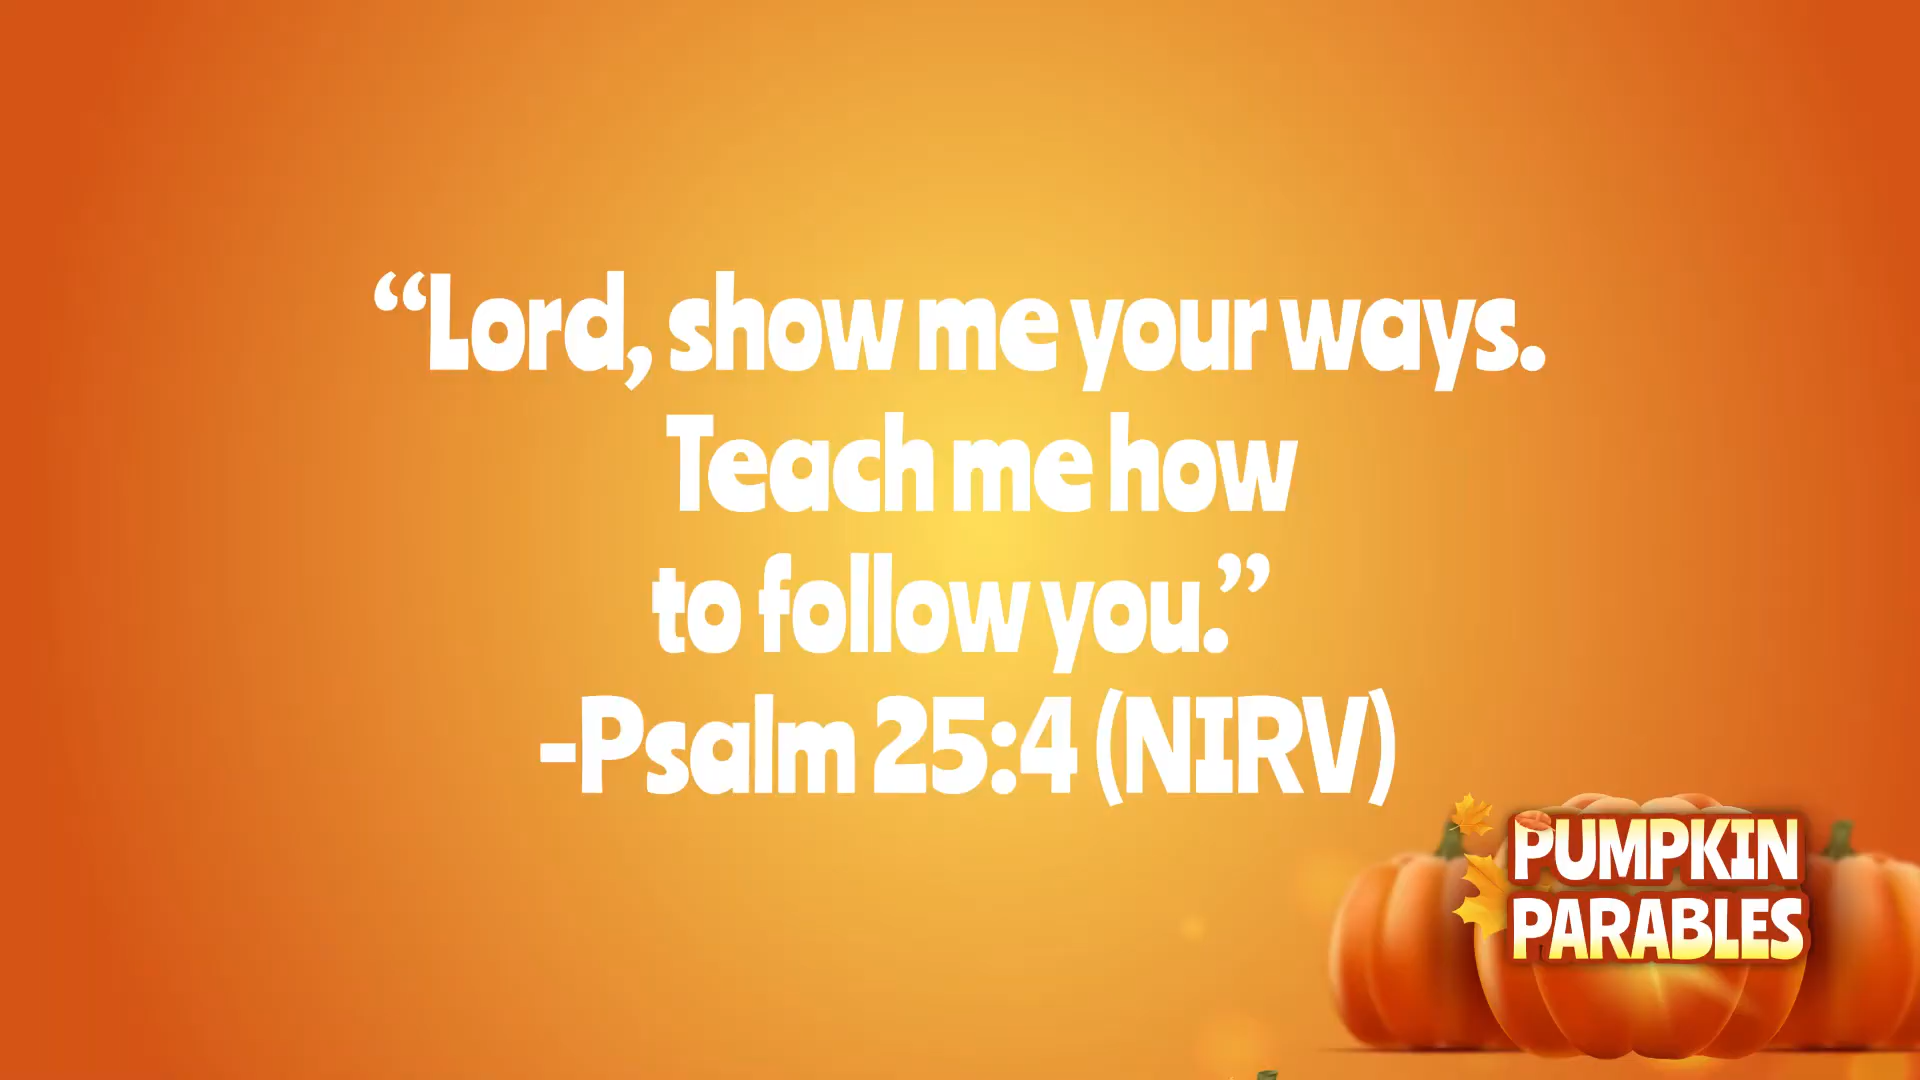 “Lord, show me your ways.
Teach me how
to follow you.”
-Psalm 25:4 (NIRV)
PUMPKIN
PARABLES